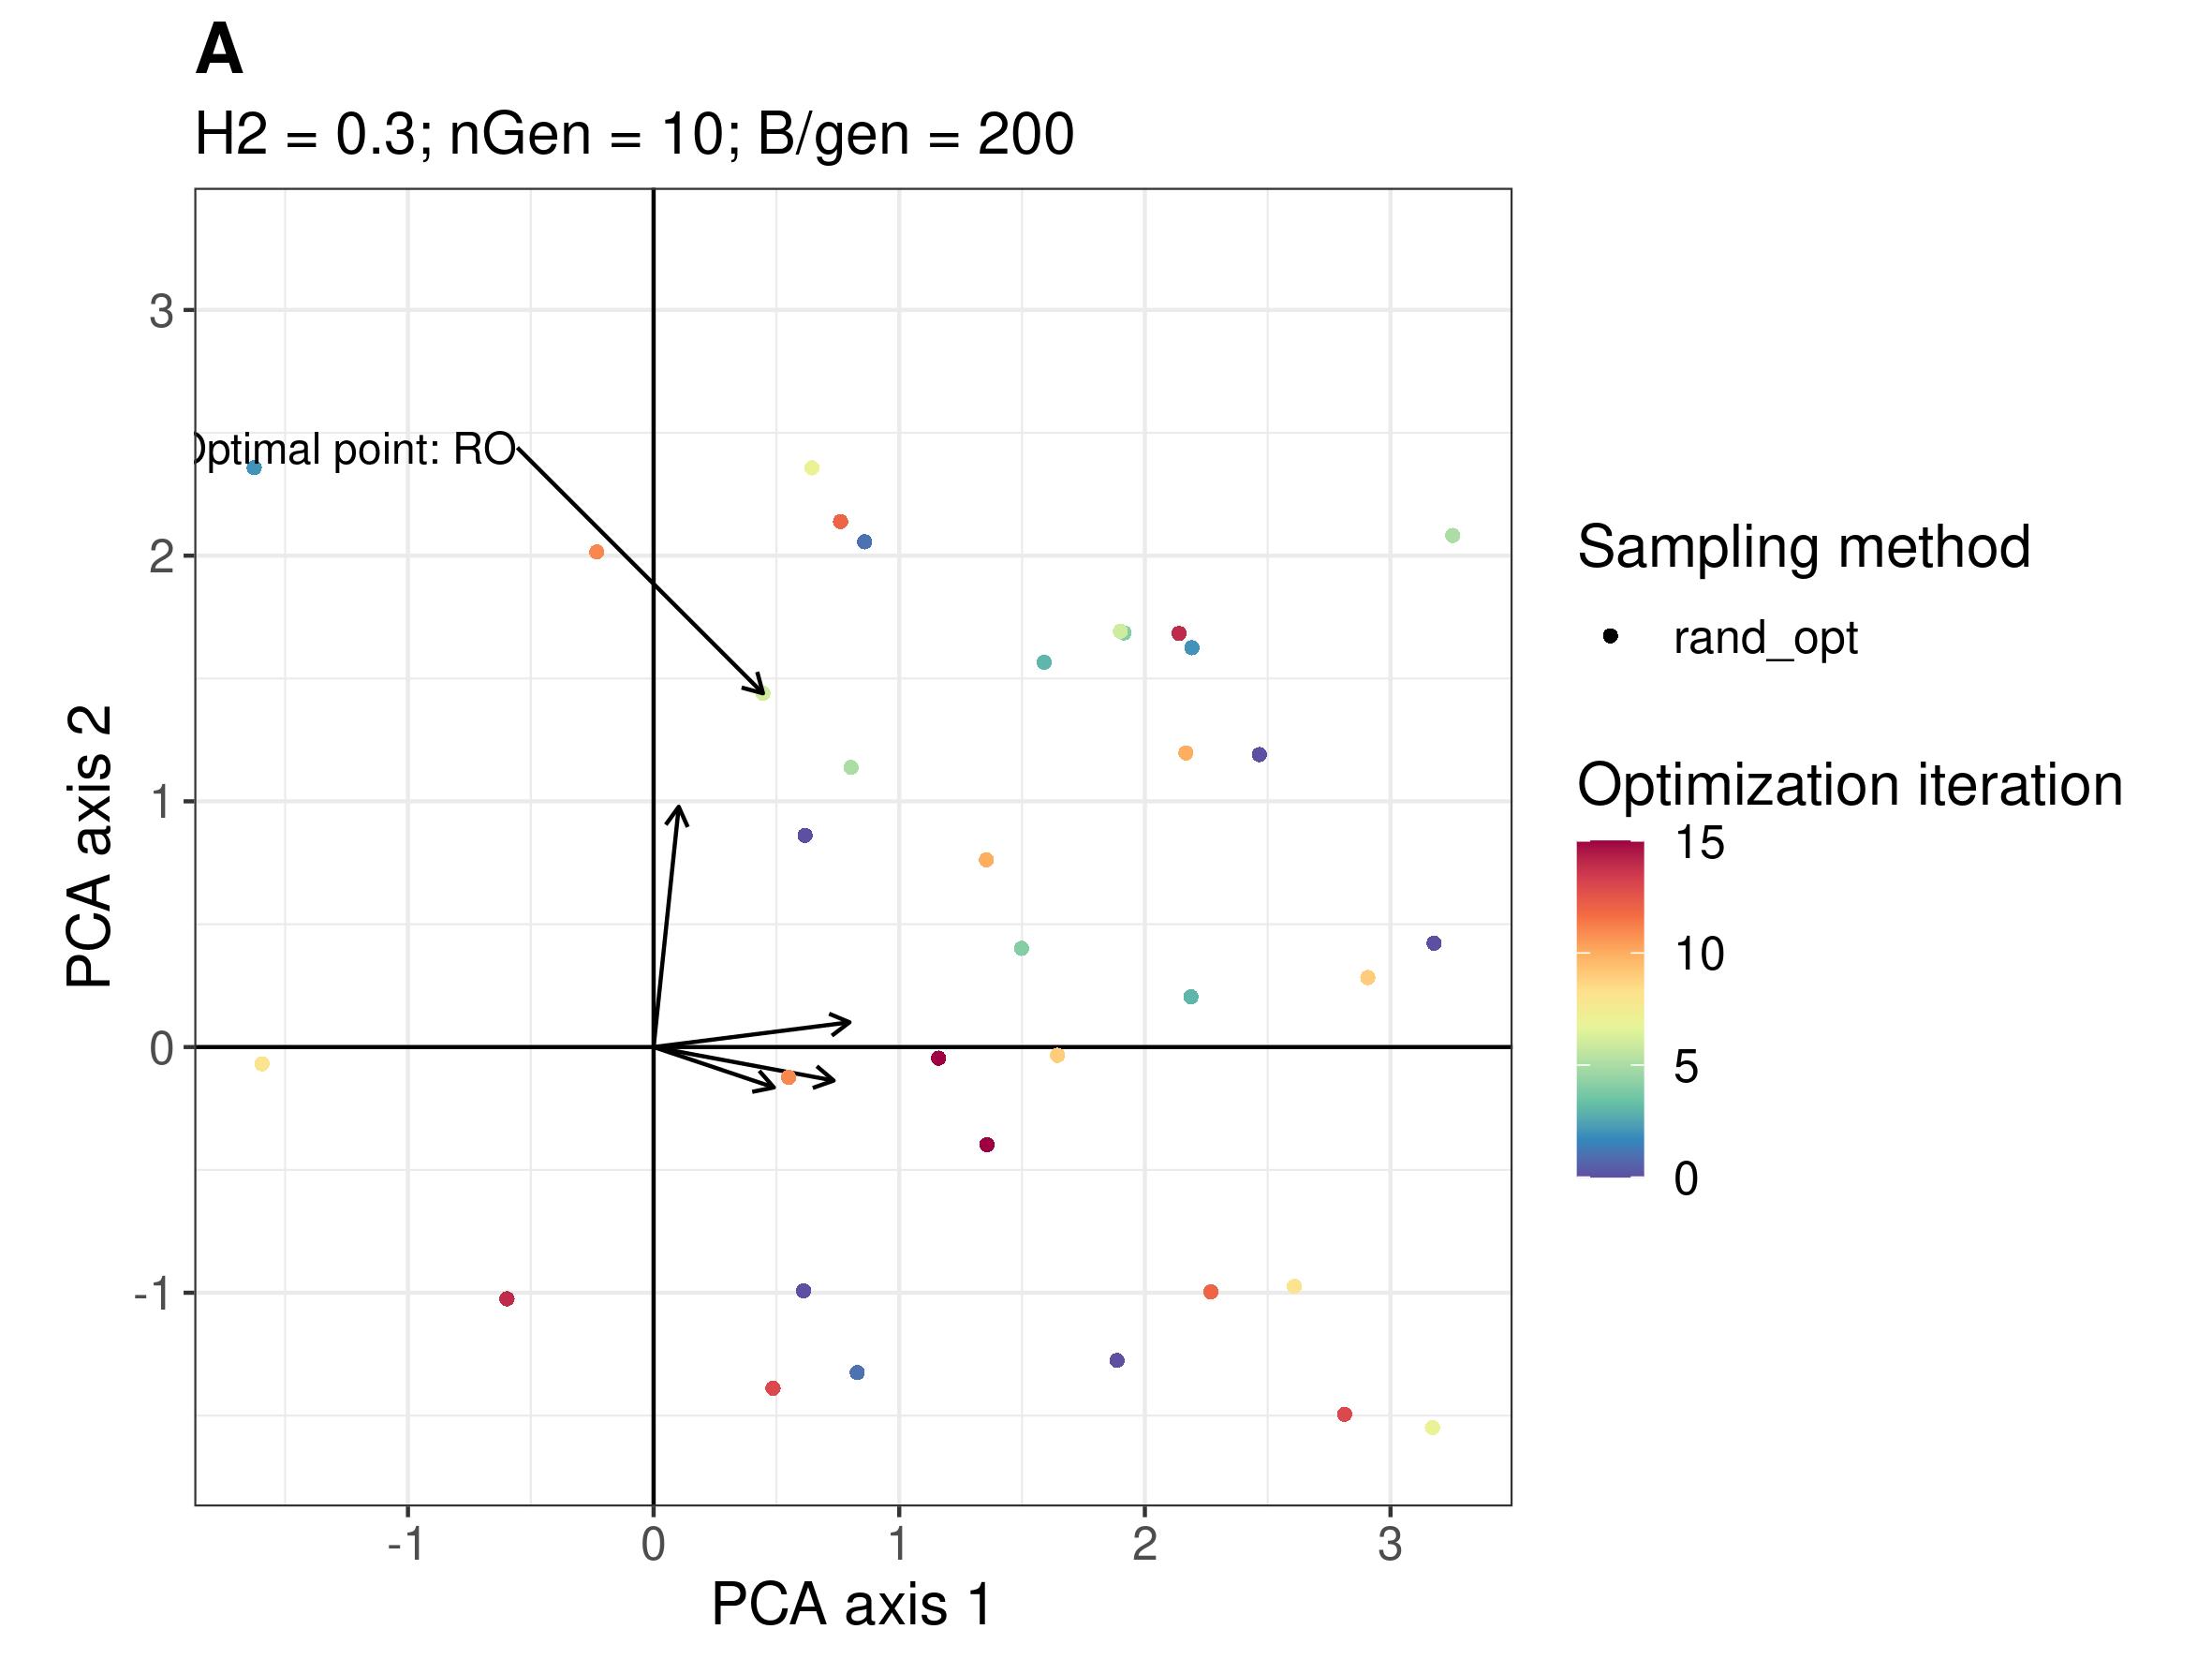 A
H2 = 0.3; nGen = 10; B/gen = 200
3
2
1
0
-1
Optimal point: RO
PCA axis 2
-1
0
1
2
3
PCA axis 1
Sampling method
rand_opt
Optimization iteration
15
10
5
0